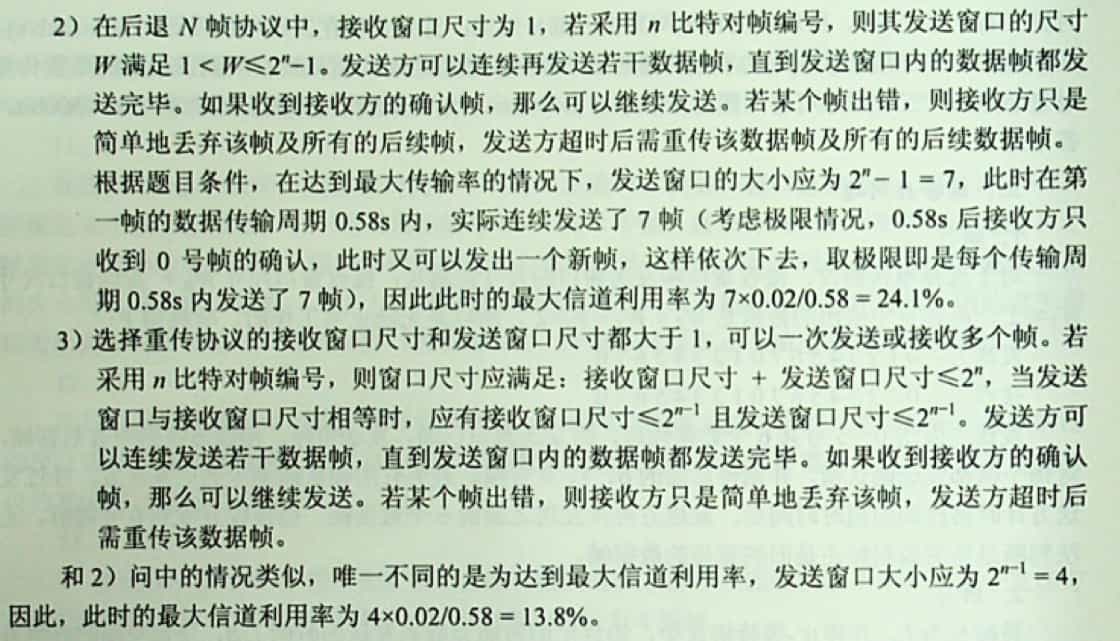 2）在后退 N 帧协议中，接收窗口尺寸为 1，若采用 n 比特对帧编号，则其发送窗口的尺寸
W 满足 1 < W≤2ⁿ−1。发送方可以连续再发送若干数据帧，直到发送窗口内的数据帧都发
送完毕。如果收到接收方的确认帧，那么可以继续发送。若某个帧出错，则接收方只是
简单地丢弃该帧及所有的后续帧，发送方超时后需重传该数据帧及所有的后续数据帧。
根据题目条件，在达到最大传输率的情况下，发送窗口的大小应为 2ⁿ− 1 = 7，此时在第
一帧的数据传输周期 0.58s 内，实际连续发送了 7 帧（考虑极限情况，0.58s 后接收方只
收到 0 号帧的确认，此时又可以发出一个新帧，这样依次下去，取极限即是每个传输周
期 0.58s 内发送了 7 帧），因此此时的最大信道利用率为 7×0.02/0.58 = 24.1%。
3）选择重传协议的接收窗口尺寸和发送窗口尺寸都大于 1，可以一次发送或接收多个帧。若
采用 n 比特对帧编号，则窗口尺寸应满足：接收窗口尺寸 + 发送窗口尺寸≤2ⁿ，当发送
窗口与接收窗口尺寸相等时，应有接收窗口尺寸≤2ⁿ⁻¹ 且发送窗口尺寸≤2ⁿ⁻¹。发送方可
以连续发送若干数据帧，直到发送窗口内的数据帧都发送完毕。如果收到接收方的确认
帧，那么可以继续发送。若某个帧出错，则接收方只是简单地丢弃该帧，发送方超时后
需重传该数据帧。
和 2）问中的情况类似，唯一不同的是为达到最大信道利用率，发送窗口大小应为 2ⁿ⁻¹ = 4，
因此，此时的最大信道利用率为 4×0.02/0.58 = 13.8%。